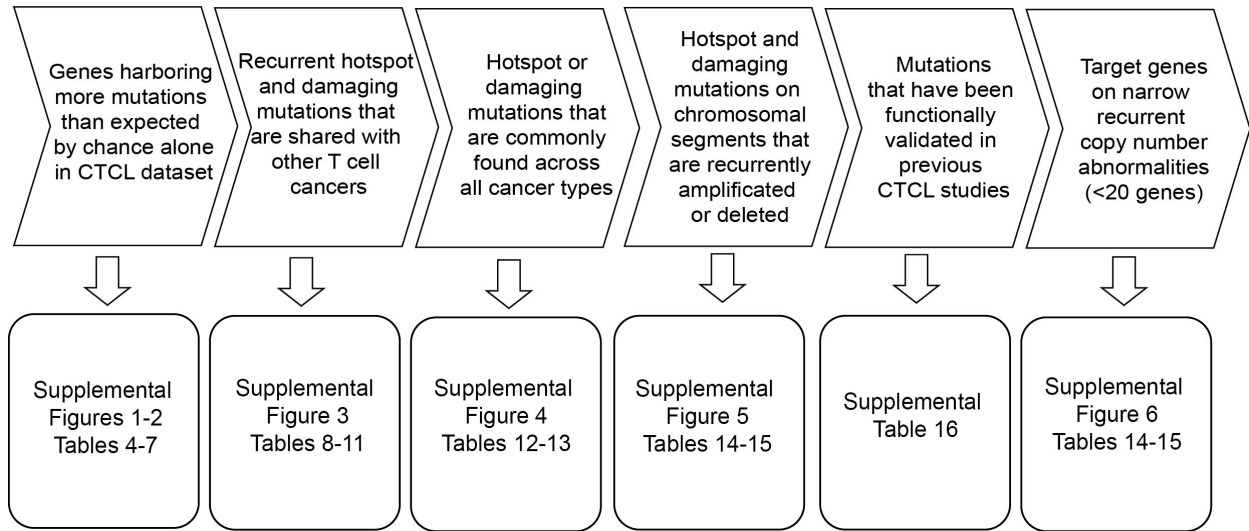 Genes harboring
more mutations
than expected
by chance alone
in CTCL dataset
Recurrent hotspot
and damaging
mutations that
are shared with
other T cell
cancers
Hotspot or
damaging
mutations that
are commonly
found across
all cancer types
Hotspot and
damaging
mutations on
chromosomal
segments that
are recurrently
amplificated
or deleted
Mutations
that have been
functionally
validated in
previous
CTCL studies
Target genes
on narrow
recurrent
copy number
abnormalities
(<20 genes)
Supplemental
Figures 1-2
Tables 4-7
Supplemental
Figure 3
Tables 8-11
Supplemental
Figure 4
Tables 12-13
Supplemental
Figure 5
Tables 14-15
Supplemental
Table 16
Supplemental
Figure 6
Tables 14-15